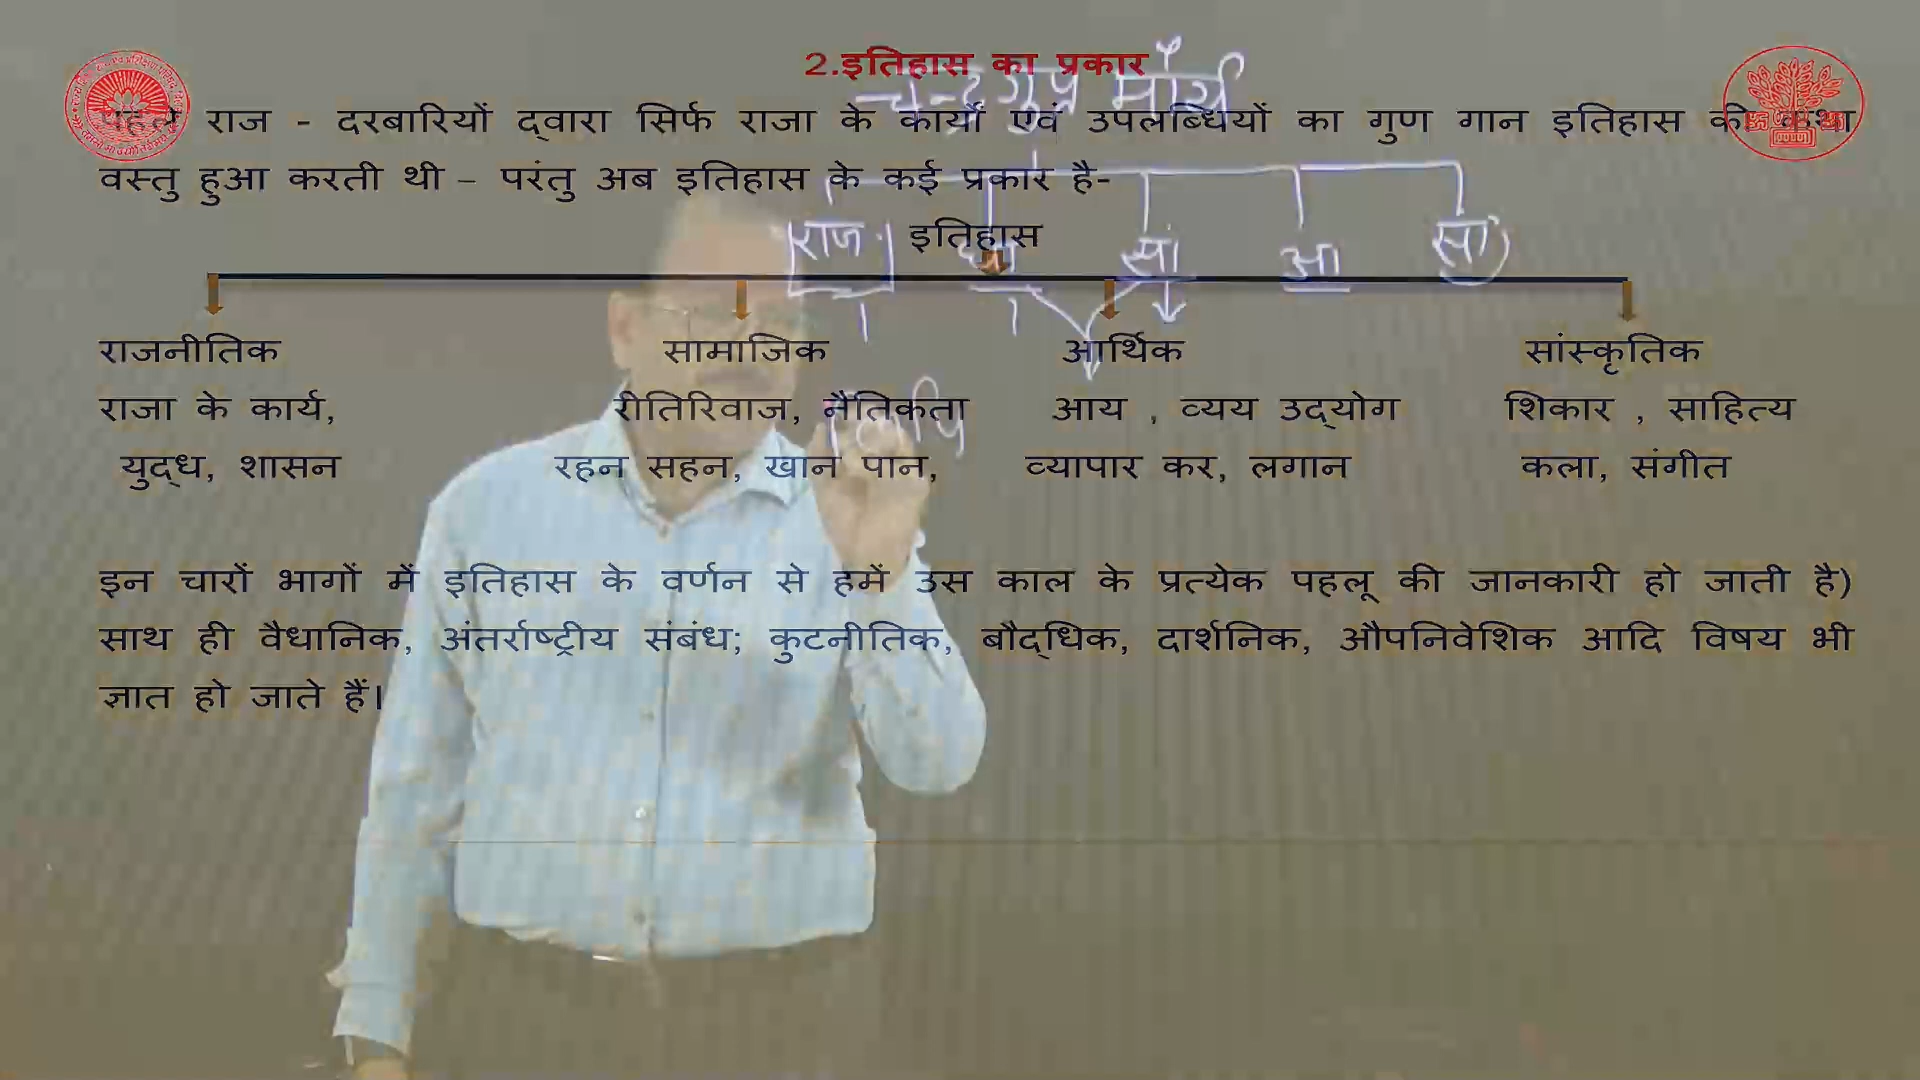 2.इतिहास का प्रकार
चन्द्रगुप्त मौर्य
पहले राज - दरबारियों द्वारा सिर्फ राजा के कार्यों एवं उपलब्धियों का गुण गान इतिहास की कथा
वस्तु हुआ करती थी – परंतु अब इतिहास के कई प्रकार है-
इतिहास
राज. सा आ सां
राजनीतिक सामाजिक आर्थिक सांस्कृतिक
राजा के कार्य, रीतिरिवाज, नैतिकता आय , व्यय उद्योग शिकार , साहित्य
लिपि
युद्ध, शासन रहन सहन, खान पान, व्यापार कर, लगान कला, संगीत
इन चारों भागों में इतिहास के वर्णन से हमें उस काल के प्रत्येक पहलू की जानकारी हो जाती है)
साथ ही वैधानिक, अंतर्राष्ट्रीय संबंध; कुटनीतिक, बौद्धिक, दार्शनिक, औपनिवेशिक आदि विषय भी
ज्ञात हो जाते हैं।